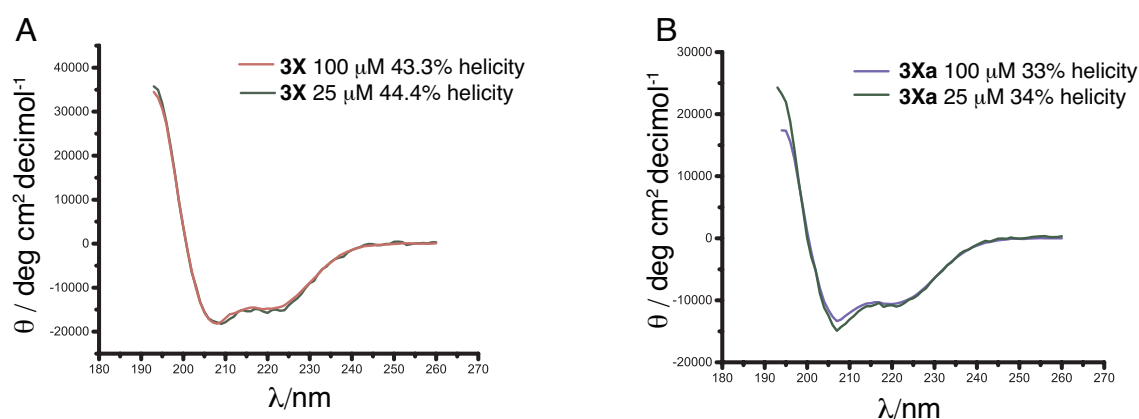 A
3X 100 μM 43.3% helicity
3X 25 μM 44.4% helicity
θ / deg cm² decimol⁻¹
40000
30000
20000
10000
0
-10000
-20000
180 190 200 210 220 230 240 250 260 270
λ/nm
B
3Xa 100 μM 33% helicity
3Xa 25 μM 34% helicity
θ / deg cm² decimol⁻¹
30000
20000
10000
0
-10000
-20000
180 190 200 210 220 230 240 250 260 270
λ/nm